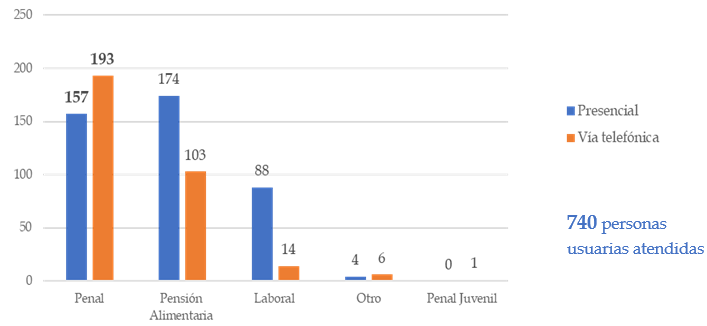 250
200
150
100
50
0
157
193
174
103
88
14
4
6
0
1
Penal
Pensión
Alimentaria
Laboral
Otro
Penal Juvenil
Presencial
Vía telefónica
740 personas
usuarias atendidas